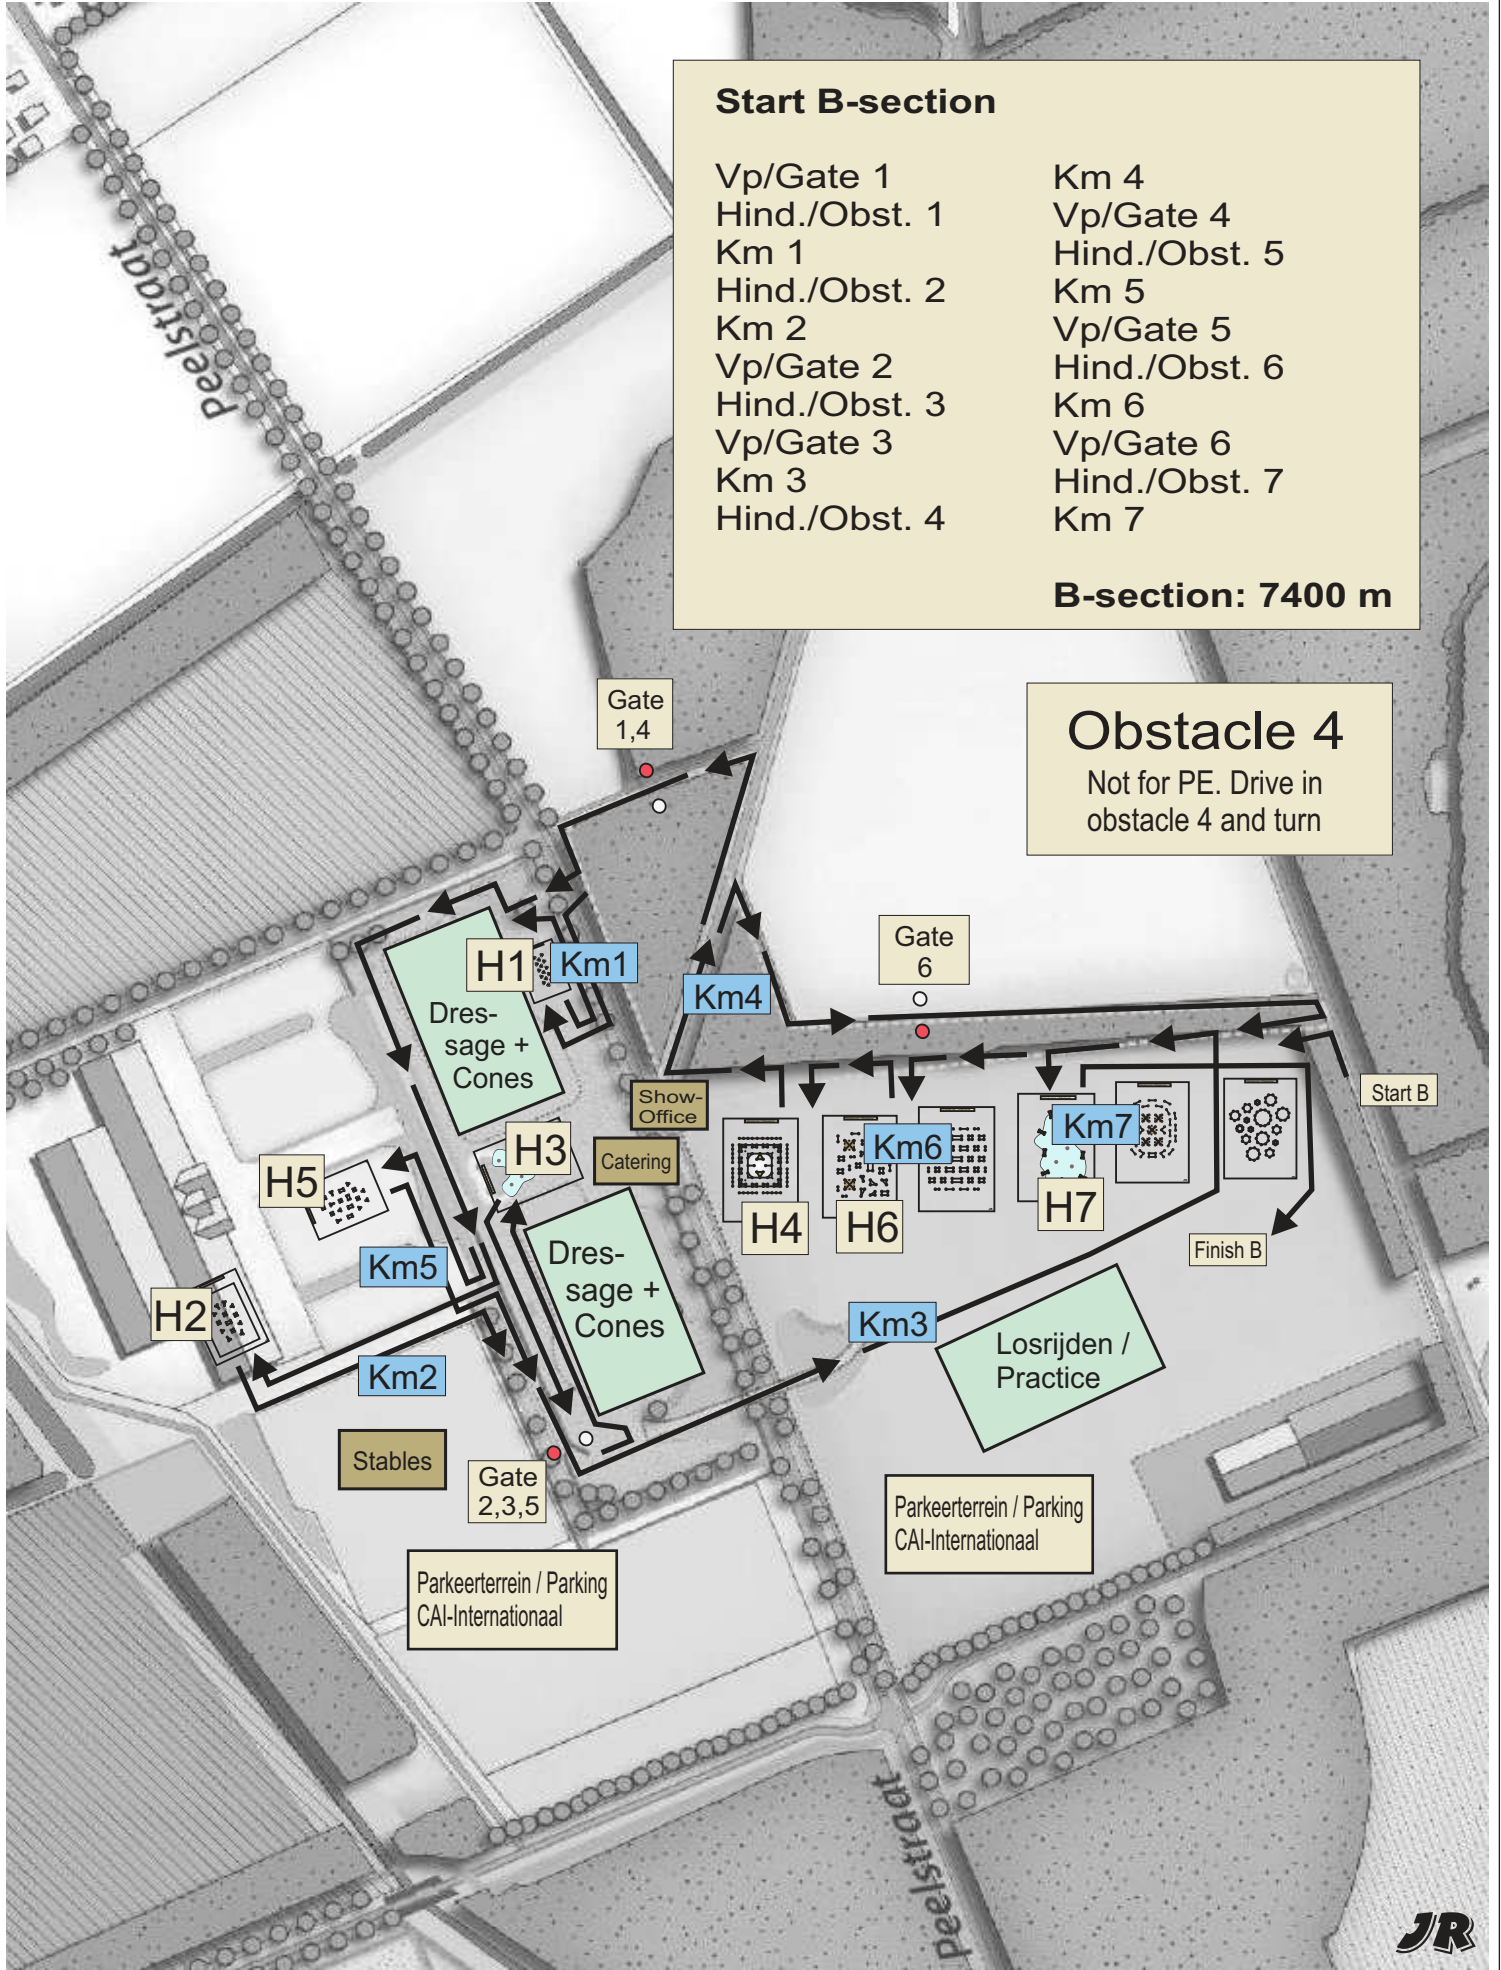 Start B-section
Vp/Gate 1
Hind./Obst. 1
Km 1
Hind./Obst. 2
Km 2
Vp/Gate 2
Hind./Obst. 3
Vp/Gate 3
Km 3
Hind./Obst. 4
Km 4
Vp/Gate 4
Hind./Obst. 5
Km 5
Vp/Gate 5
Hind./Obst. 6
Km 6
Vp/Gate 6
Hind./Obst. 7
Km 7
B-section: 7400 m
Peelstraat
Gate
1,4
Obstacle 4
Not for PE. Drive in
obstacle 4 and turn
Gate
6
H1
Km1
Km4
Dres-
sage +
Cones
Show-
Office
Start B
H3
Catering
Km6
Km7
H5
H4
H6
H7
Km5
Dres-
sage +
Cones
Finish B
H2
Km3
Km2
Losrijden /
Practice
Stables
Gate
2,3,5
Parkeerterrein / Parking
CAI-Internationaal
Parkeerterrein / Parking
CAI-Internationaal
Peelstraat
JR